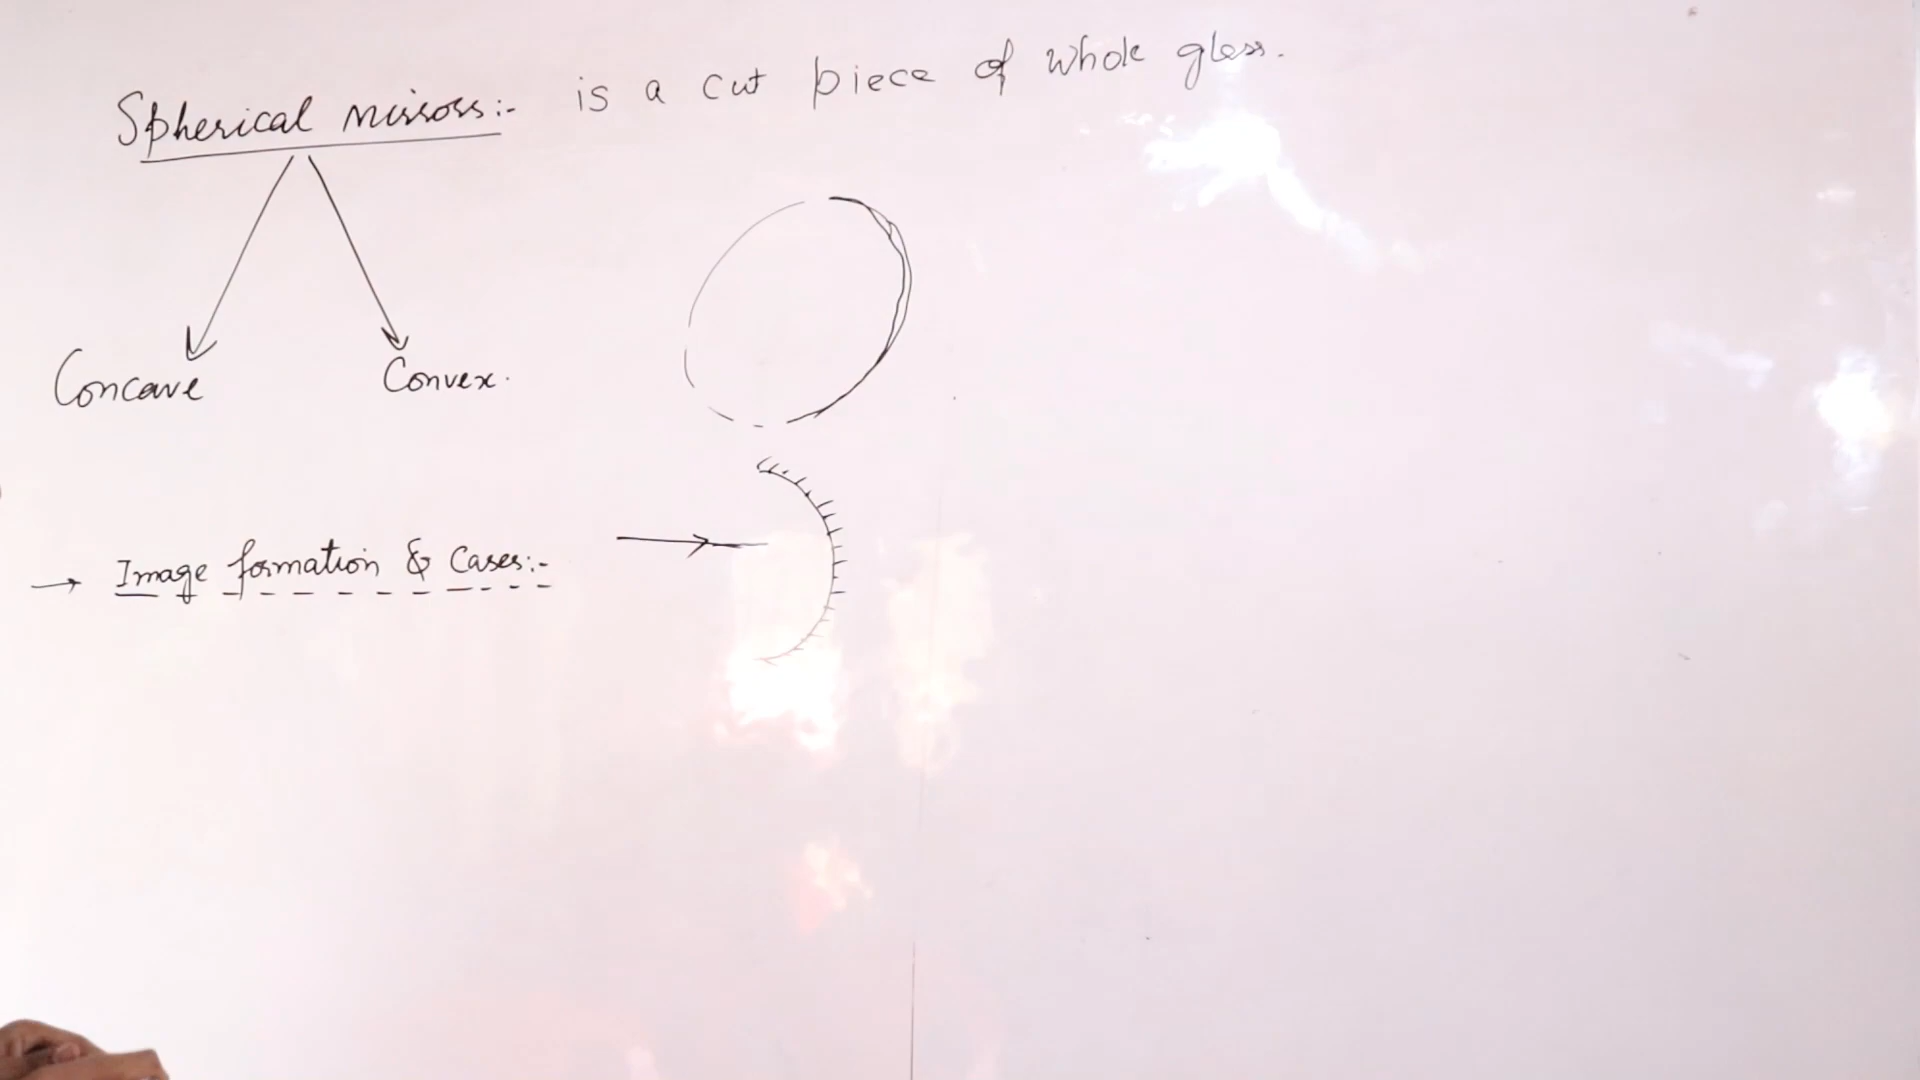 Spherical mirrors:- is a cut piece of whole glass.
Concave
Convex.
→ Image formation & Cases:-